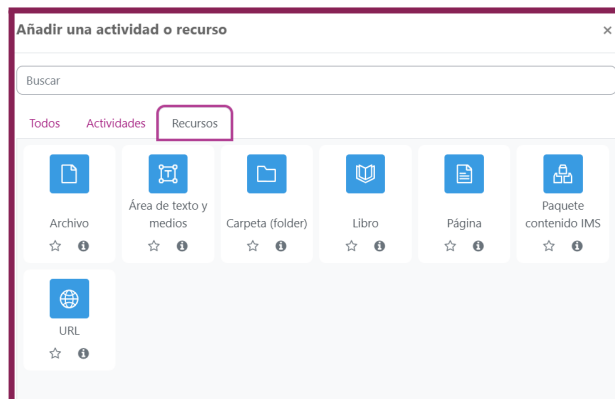 Añadir una actividad o recurso
×
Buscar
Todos Actividades Recursos
Archivo
Área de texto y
medios
Carpeta (folder)
Libro
Página
Paquete
contenido IMS
URL